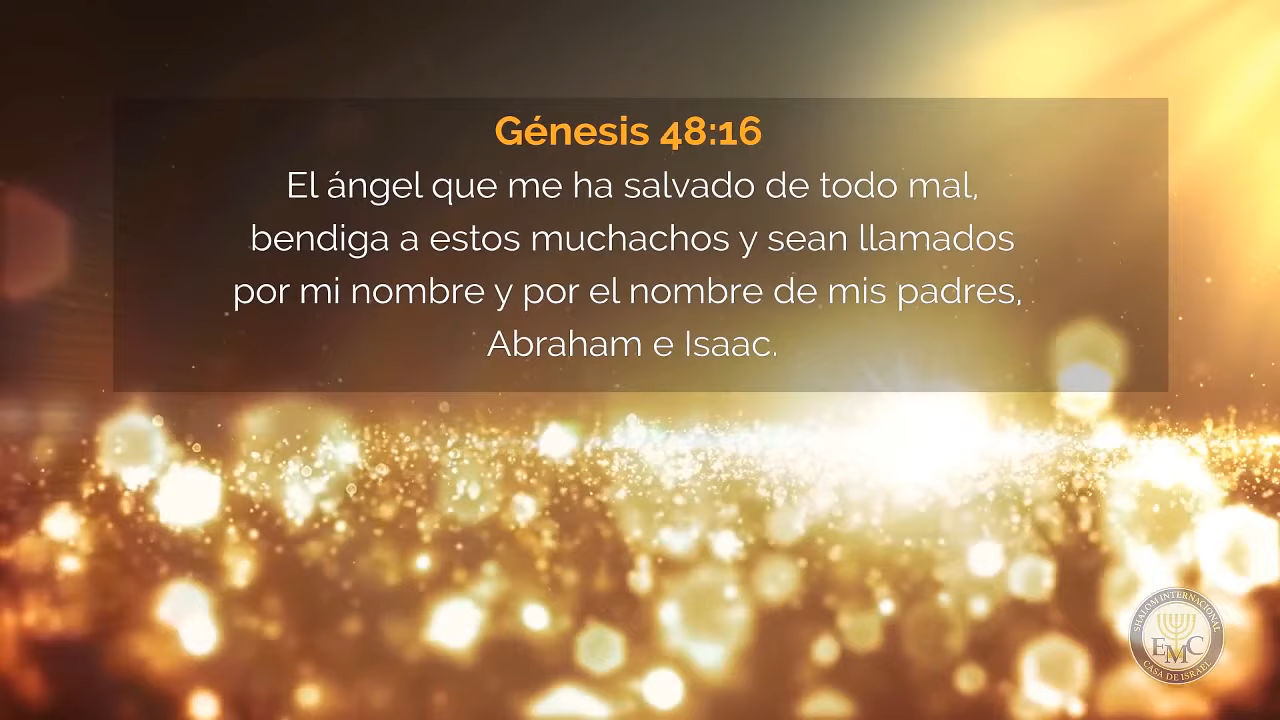 Génesis 48:16
El ángel que me ha salvado de todo mal,
bendiga a estos muchachos y sean llamados
por mi nombre y por el nombre de mis padres,
Abraham e Isaac.
SHALOM INTERNACIONAL
EMC
CASA DE ISRAEL